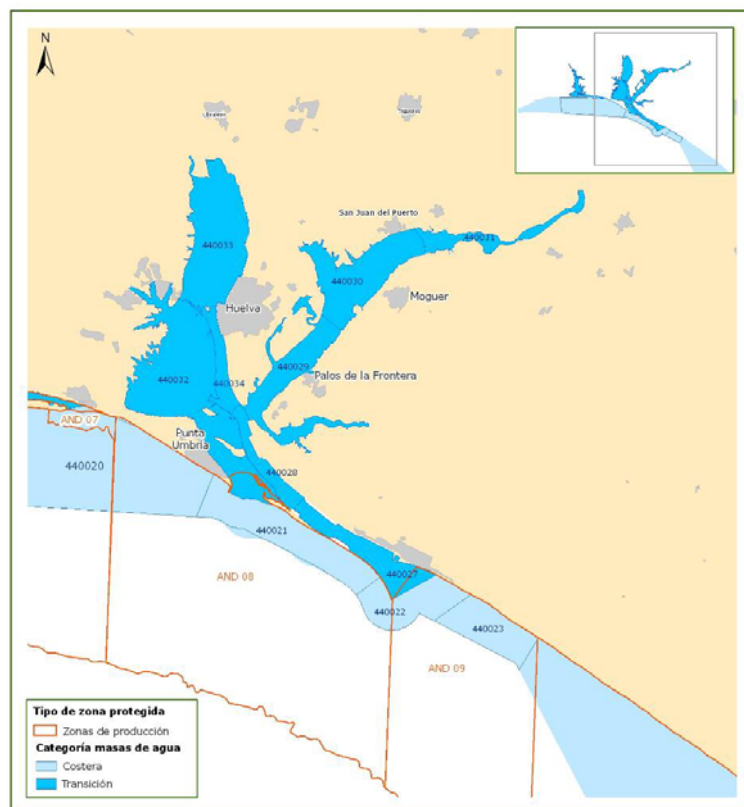 N
San Juan del Puerto
440031
440033
440030
Moguer
Huelva
440029
Palos de la Frontera
440032
440034
AND 07
Punta
Umbría
440020
440028
440021
AND 08
440027
440022
440023
AND 09
Tipo de zona protegida
Zonas de producción
Categoría masas de agua
Costera
Transición